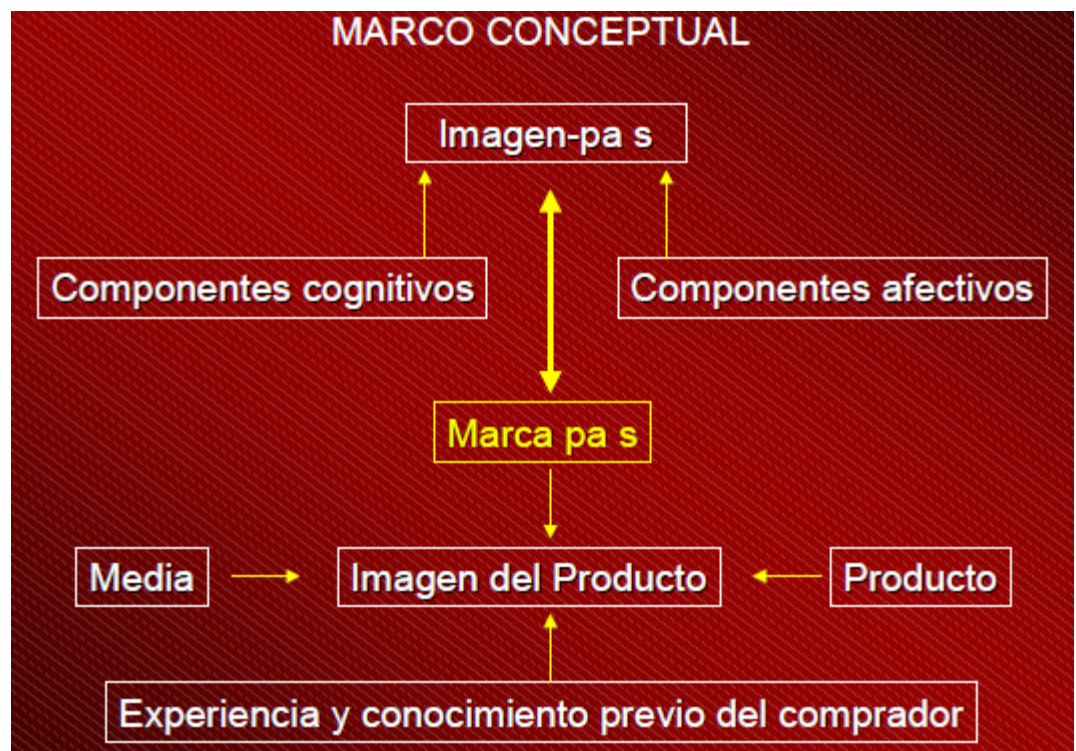 MARCO CONCEPTUAL
Imagen-pa s
Componentes cognitivos
Componentes afectivos
Marca pa s
Media
Imagen del Producto
Producto
Experiencia y conocimiento previo del comprador